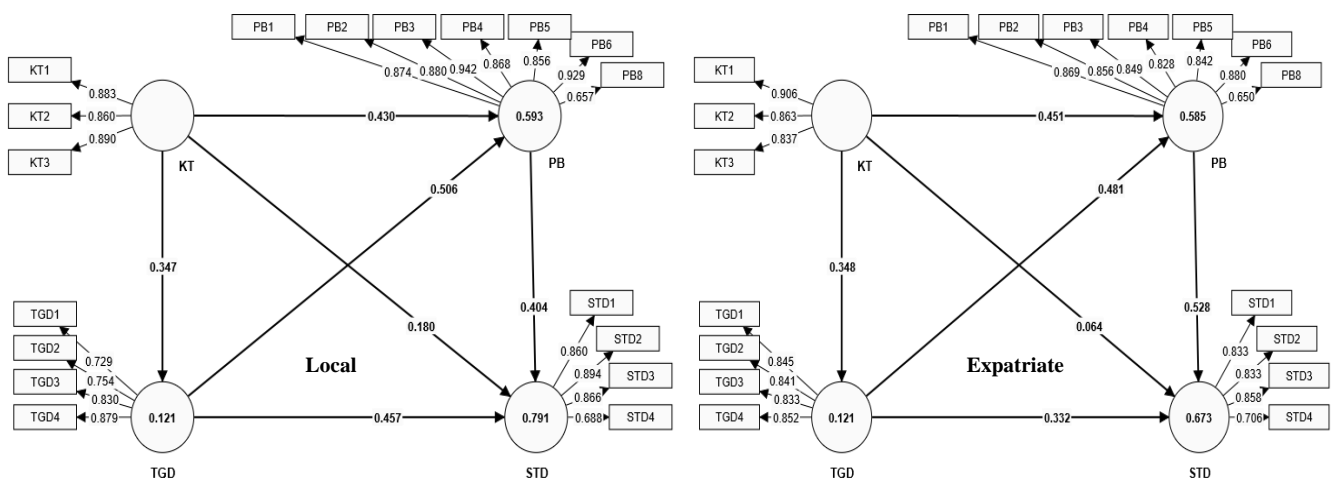 PB1 PB2 PB3 PB4 PB5
PB6
PB8
0.874 0.880 0.942 0.868 0.856 0.929 0.657
KT1
KT2
KT3
0.883
0.860
0.890
KT
0.430
0.593
PB
0.506
0.347
0.180
0.404
TGD1
TGD2
TGD3
TGD4
0.729
0.754
0.830
0.879
0.121
TGD
Local
0.457
0.791
STD
0.860
0.894
0.866
0.688
STD1
STD2
STD3
STD4
PB1 PB2 PB3 PB4 PB5
PB6
PB8
0.869 0.856 0.849 0.828 0.842 0.880 0.650
KT1
KT2
KT3
0.906
0.863
0.837
KT
0.451
0.585
PB
0.481
0.348
0.064
0.528
TGD1
TGD2
TGD3
TGD4
0.845
0.841
0.833
0.852
0.121
TGD
Expatriate
0.332
0.673
STD
0.833
0.833
0.858
0.706
STD1
STD2
STD3
STD4